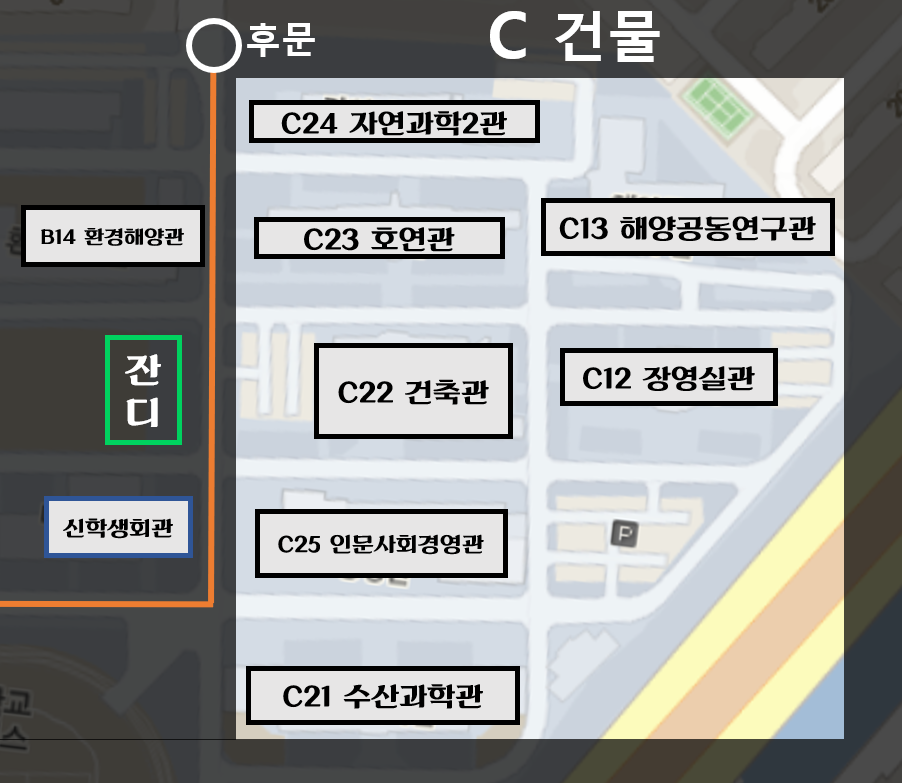 후문
C 건물
C24 자연과학2관
B14 환경해양관
C23 호연관
C13 해양공동연구관
잔
디
C22 건축관
C12 장영실관
신학생회관
C25 인문사회경영관
P
C21 수산과학관
교
스